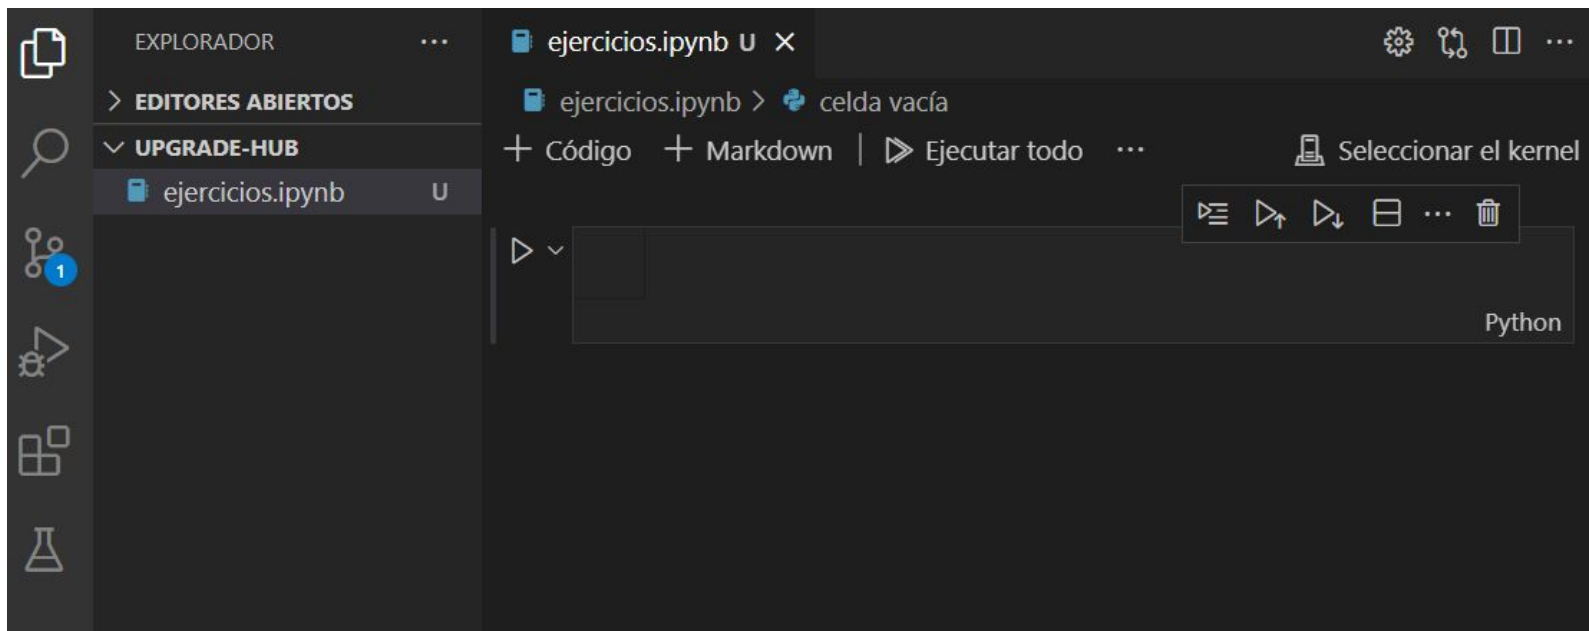 EXPLORADOR
EDITORES ABIERTOS
UPGRADE-HUB
ejercicios.ipynb U
1
ejercicios.ipynb U
ejercicios.ipynb > celda vacía
+ Código + Markdown | Ejecutar todo ... Seleccionar el kernel
Python